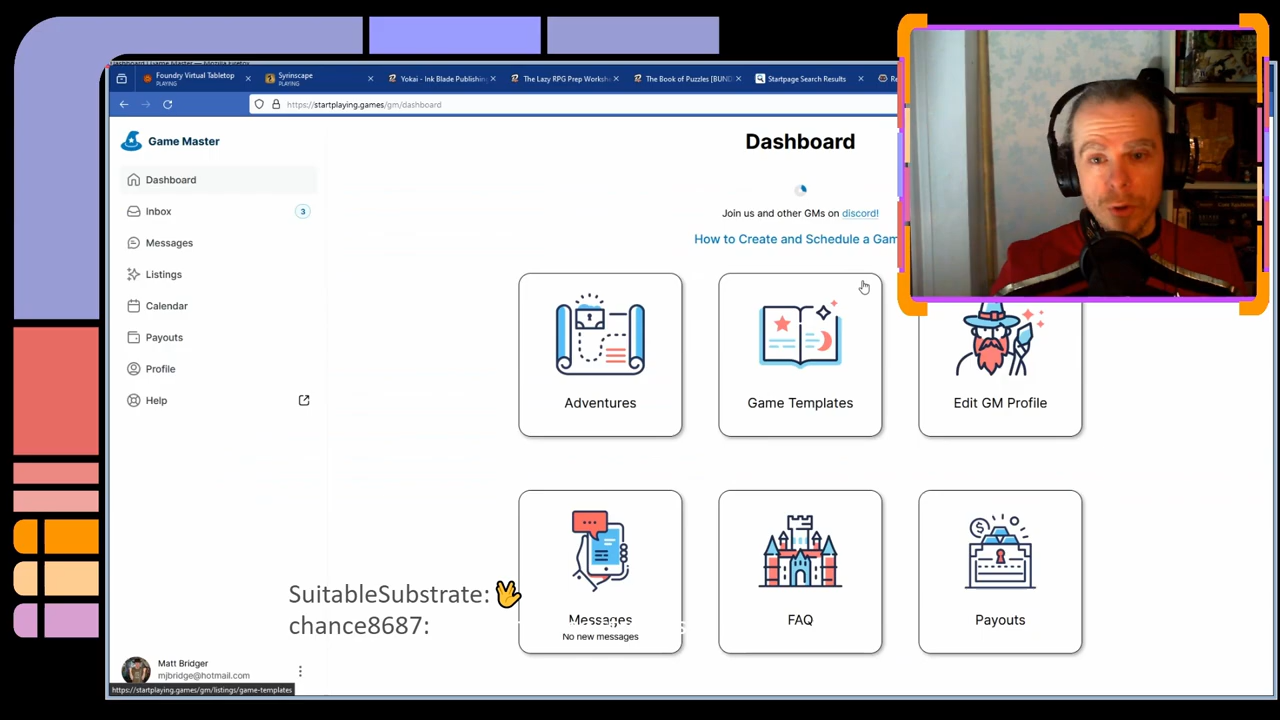 Foundry Virtual Tabletop
PLAYING
Syrinscape
PLAYING
Yokai - Ink Blade Publishing
The Lazy RPG Prep Worksh
The Book of Puzzles [BUND
Startpage Search Results
https://startplaying.games/gm/dashboard
Game Master
Dashboard
Inbox
3
Messages
Listings
Calendar
Payouts
Profile
Help
Dashboard
Join us and other GMs on discord!
How to Create and Schedule a Gam
Adventures
Game Templates
Edit GM Profile
Messages
No new messages
FAQ
Payouts
SuitableSubstrate: 🖖
chance8687:
Matt Bridger
mjbridge@hotmail.com
https://startplaying.games/gm/listings/game-templates